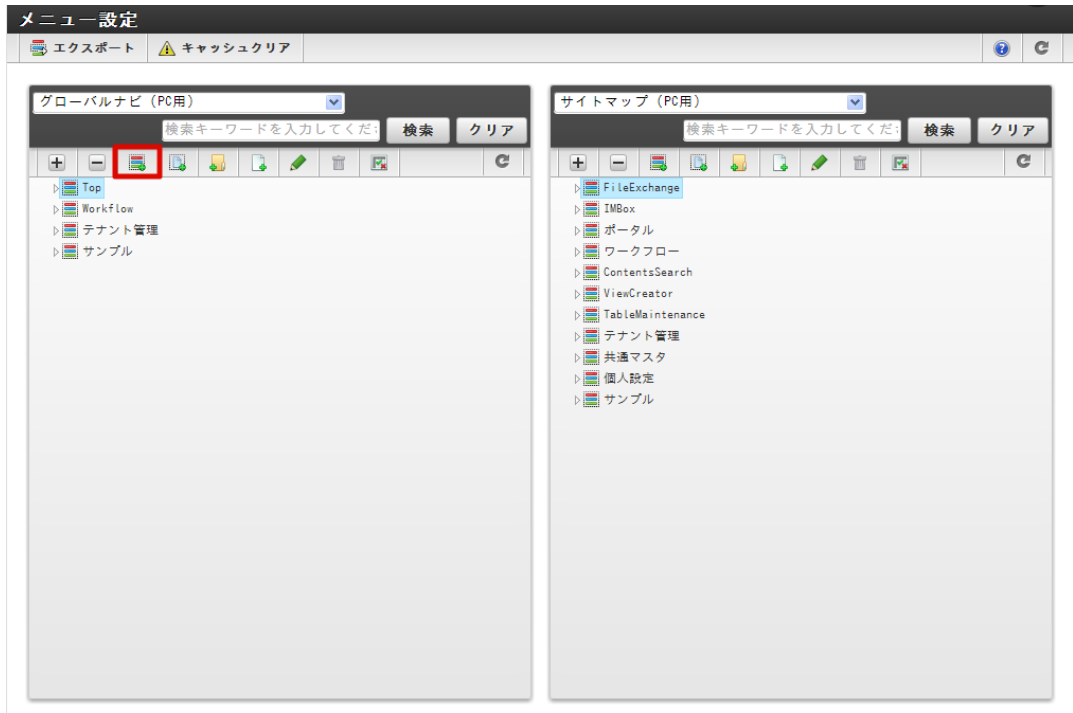 メニュー設定
エクスポート キャッシュクリア
グローバルナビ（PC用）
検索キーワードを入力してくだ 検索 クリア
Top
Workflow
テナント管理
サンプル
サイトマップ（PC用）
検索キーワードを入力してくだ 検索 クリア
FileExchange
IMBox
ポータル
ワークフロー
ContentsSearch
ViewCreator
TableMaintenance
テナント管理
共通マスタ
個人設定
サンプル